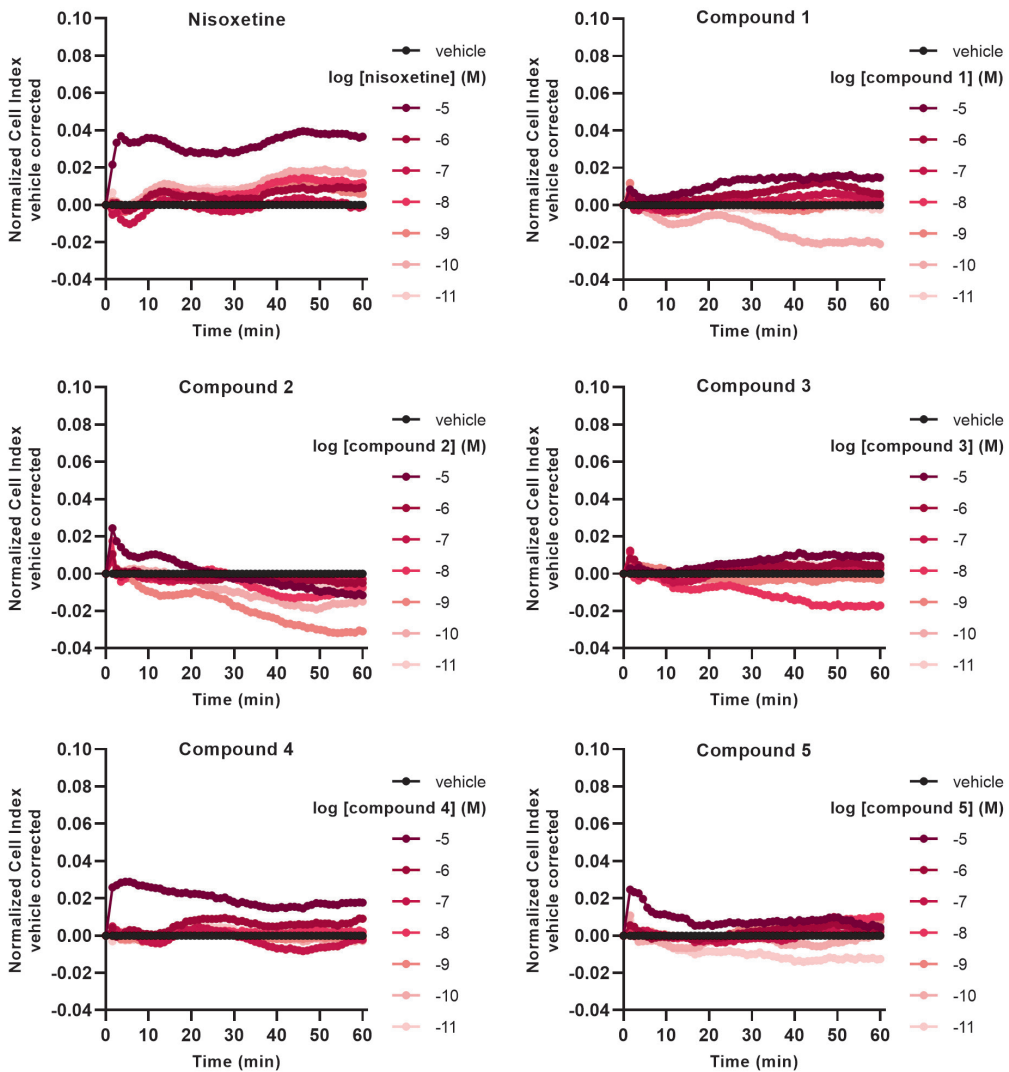 Nisoxetine
Normalized Cell Index
vehicle corrected
0.10
0.08
0.06
0.04
0.02
0.00
-0.02
-0.04
0 10 20 30 40 50 60
Time (min)
vehicle
log [nisoxetine] (M)
-5
-6
-7
-8
-9
-10
-11
Compound 1
Normalized Cell Index
vehicle corrected
0.10
0.08
0.06
0.04
0.02
0.00
-0.02
-0.04
0 10 20 30 40 50 60
Time (min)
vehicle
log [compound 1] (M)
-5
-6
-7
-8
-9
-10
-11
Compound 2
Normalized Cell Index
vehicle corrected
0.10
0.08
0.06
0.04
0.02
0.00
-0.02
-0.04
0 10 20 30 40 50 60
Time (min)
vehicle
log [compound 2] (M)
-5
-6
-7
-8
-9
-10
-11
Compound 3
Normalized Cell Index
vehicle corrected
0.10
0.08
0.06
0.04
0.02
0.00
-0.02
-0.04
0 10 20 30 40 50 60
Time (min)
vehicle
log [compound 3] (M)
-5
-6
-7
-8
-9
-10
-11
Compound 4
Normalized Cell Index
vehicle corrected
0.10
0.08
0.06
0.04
0.02
0.00
-0.02
-0.04
0 10 20 30 40 50 60
Time (min)
vehicle
log [compound 4] (M)
-5
-6
-7
-8
-9
-10
-11
Compound 5
Normalized Cell Index
vehicle corrected
0.10
0.08
0.06
0.04
0.02
0.00
-0.02
-0.04
0 10 20 30 40 50 60
Time (min)
vehicle
log [compound 5] (M)
-5
-6
-7
-8
-9
-10
-11